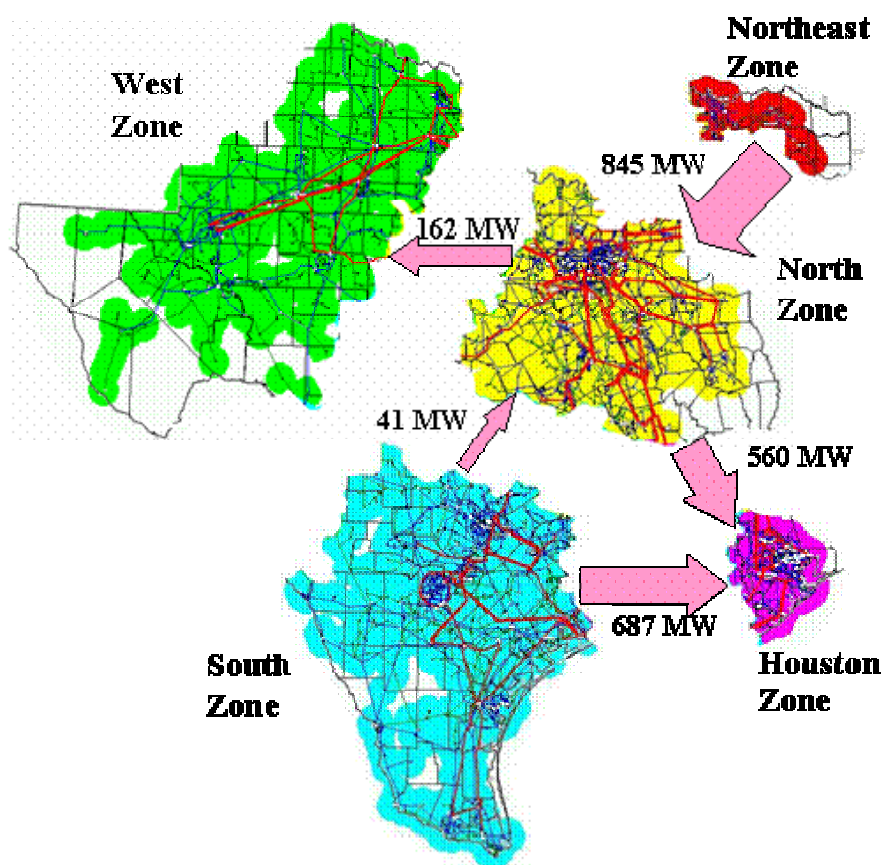 Northeast
Zone
West
Zone
845 MW
162 MW
North
Zone
41 MW
560 MW
687 MW
South
Zone
Houston
Zone